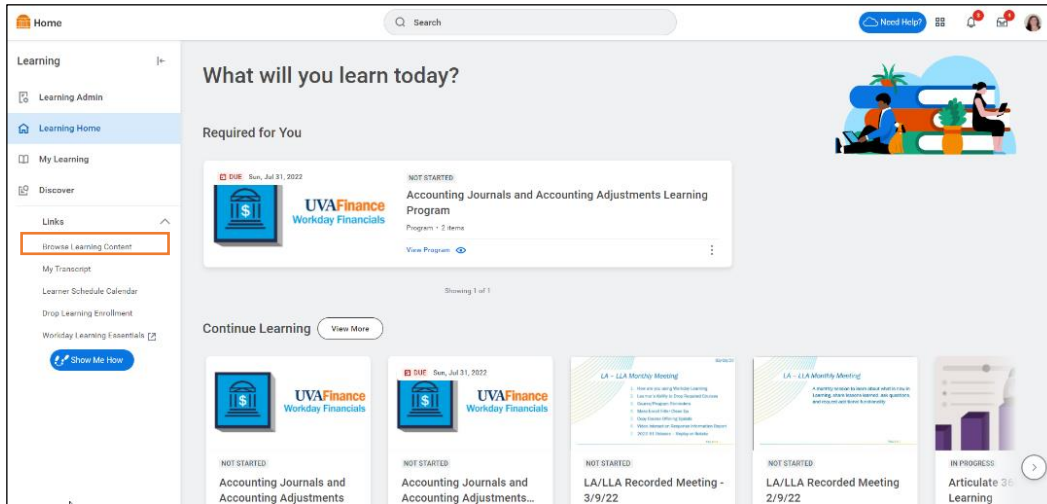 Home
Search
Need Help?
Learning
Learning Admin
Learning Home
My Learning
Discover
Links
Browse Learning Content
My Transcript
Learner Schedule Calendar
Drop Learning Enrollment
Workday Learning Essentials
Show Me How
What will you learn today?
Required for You
DUE Sun, Jul 31, 2022
UVAFinance
Workday Financials
NOT STARTED
Accounting Journals and Accounting Adjustments Learning
Program
Program • 2 items
View Program
Showing 1 of 1
Continue Learning
View More
UVAFinance
Workday Financials
NOT STARTED
Accounting Journals and
Accounting Adjustments
DUE Sun, Jul 31, 2022
UVAFinance
Workday Financials
NOT STARTED
Accounting Journals and
Accounting Adjustments...
LA – LLA Monthly Meeting
NOT STARTED
LA/LLA Recorded Meeting -
3/9/22
LA – LLA Monthly Meeting
NOT STARTED
LA/LLA Recorded Meeting
2/9/22
IN PROGRESS
Articulate 36
Learning